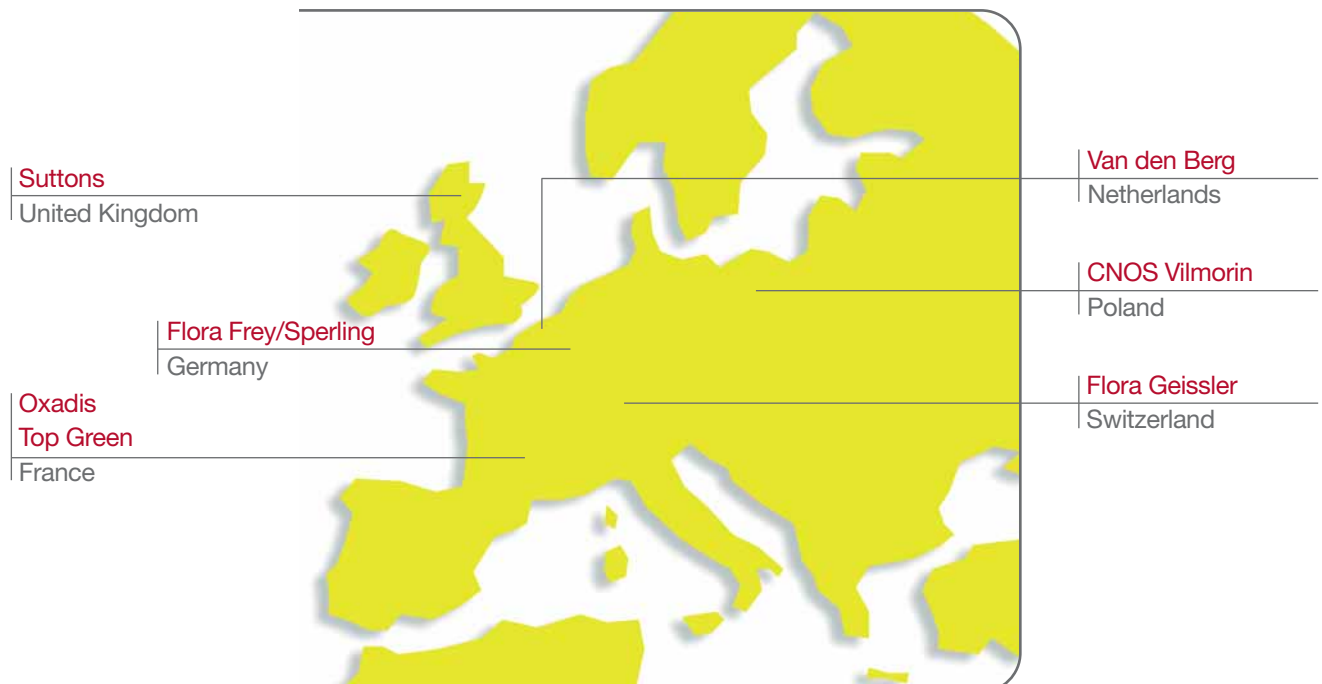 Suttons
United Kingdom
Flora Frey/Sperling
Germany
Oxadis
Top Green
France
Van den Berg
Netherlands
CNOS Vilmorin
Poland
Flora Geissler
Switzerland